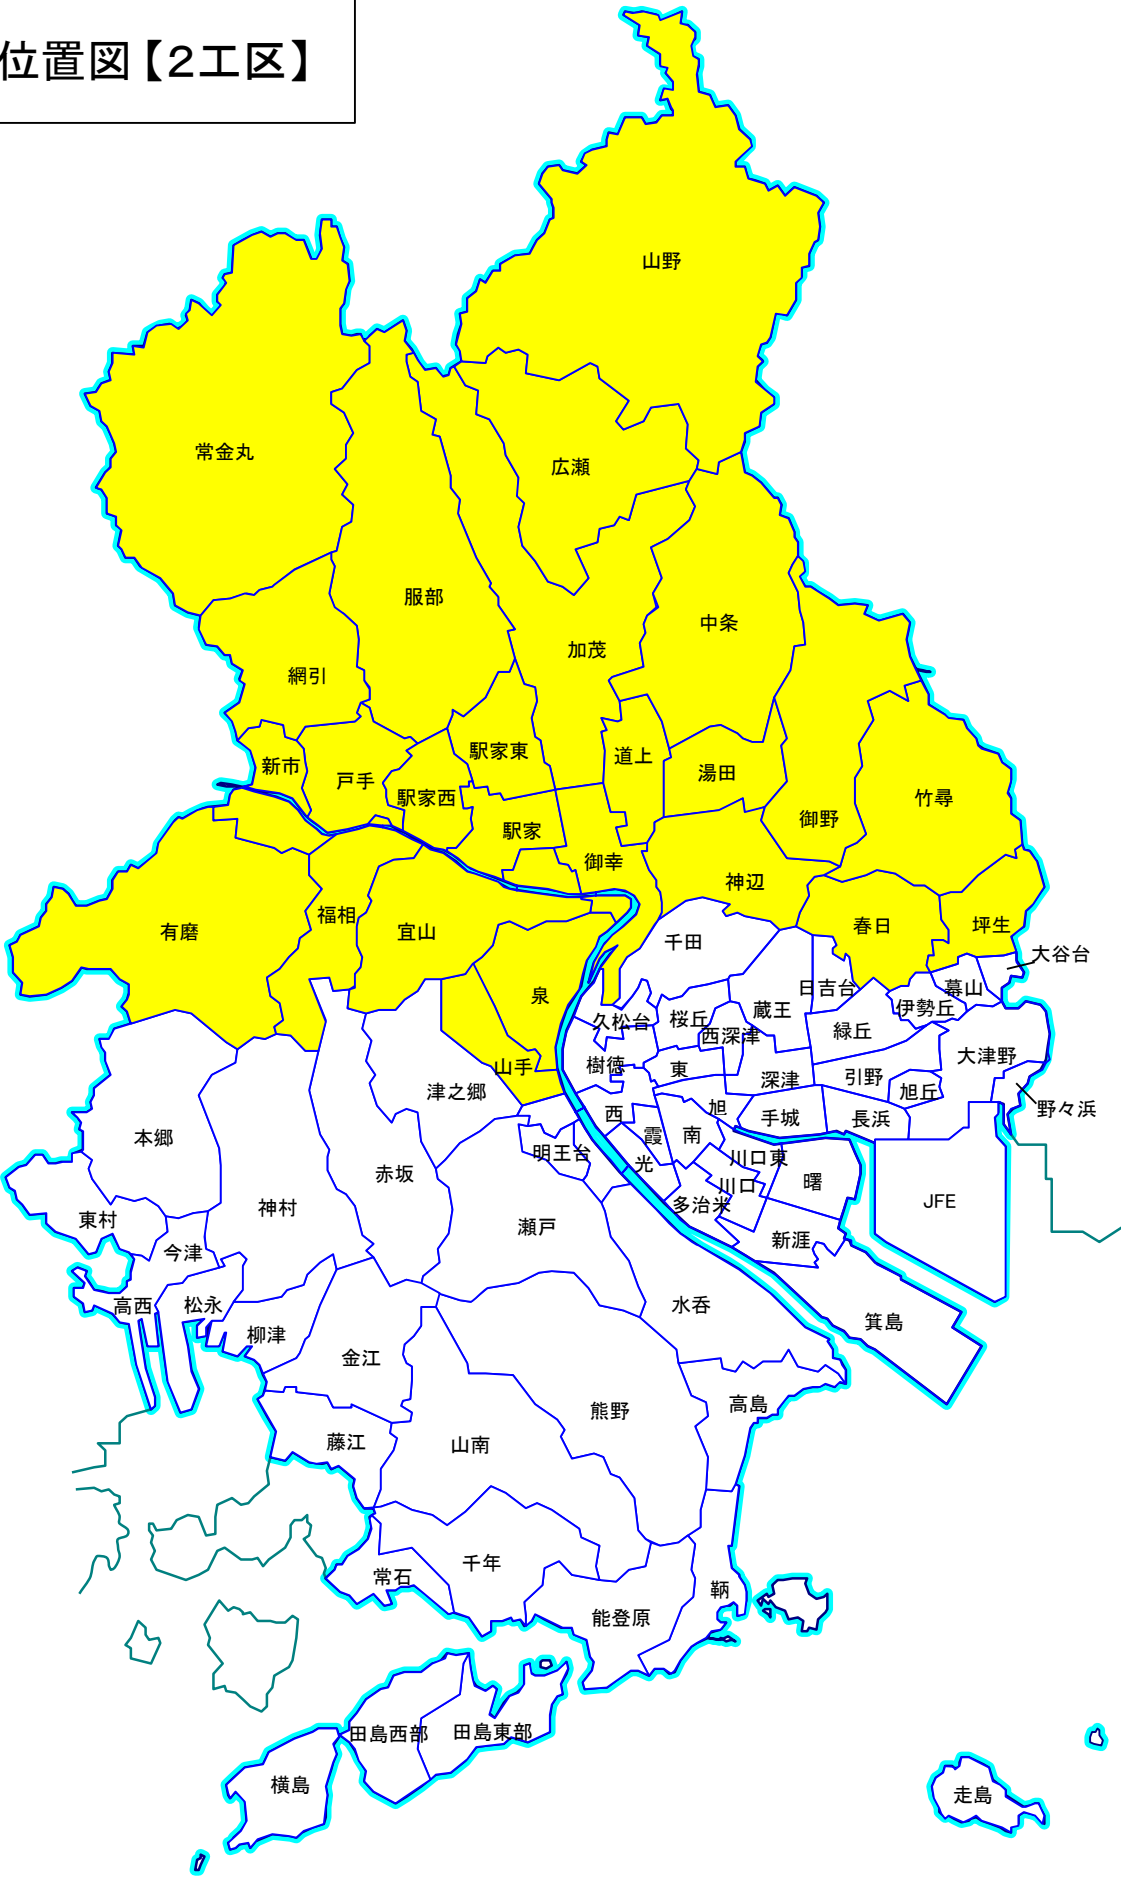 位置図【２工区】
山野
常金丸
広瀬
服部
中条
加茂
網引
駅家東
道上
新市
湯田
戸手
駅家西
竹尋
御野
駅家
御幸
神辺
福相
春日
坪生
有磨
宜山
千田
大谷台
泉
日吉台
幕山
久松台
桜丘
蔵王
伊勢丘
西深津
緑丘
大津野
山手
樹徳
東
深津
引野
津之郷
旭丘
西
旭
手城
長浜
野々浜
本郷
霞
南
明王台
光
川口東
赤坂
川口
曙
神村
多治米
JFE
東村
瀬戸
新涯
今津
高西
松永
水呑
箕島
柳津
金江
高島
熊野
藤江
山南
千年
常石
鞆
能登原
田島西部
田島東部
横島
走島